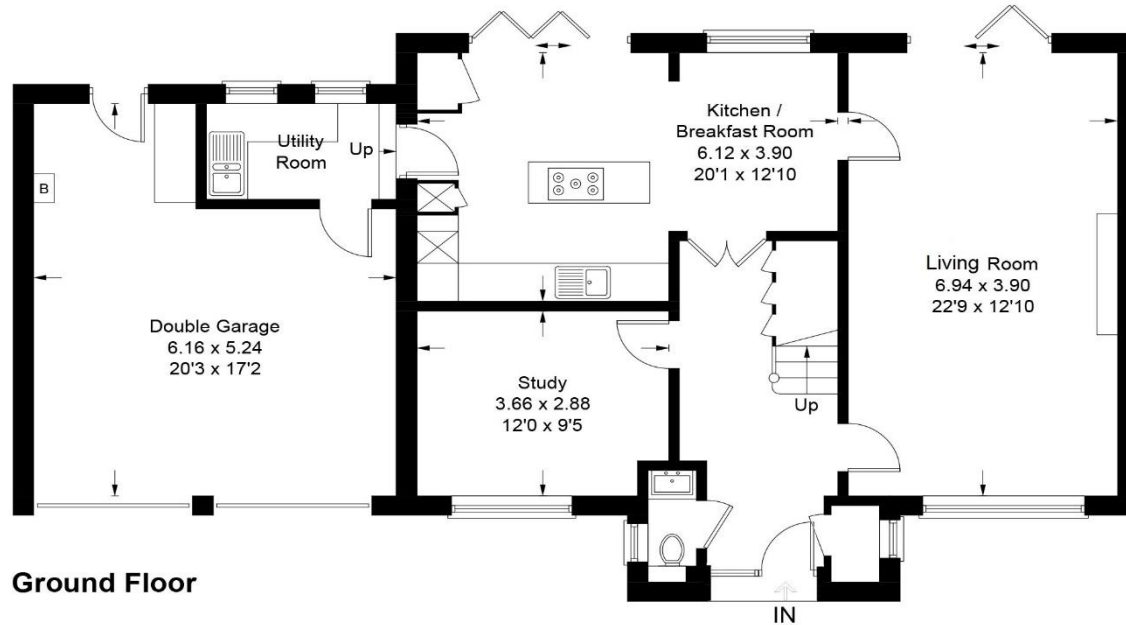 Kitchen /
Breakfast Room
6.12 x 3.90
20'1 x 12'10
Utility
Room
Up
B
Living Room
6.94 x 3.90
22'9 x 12'10
Double Garage
6.16 x 5.24
20'3 x 17'2
Study
3.66 x 2.88
12'0 x 9'5
Up
Ground Floor
IN